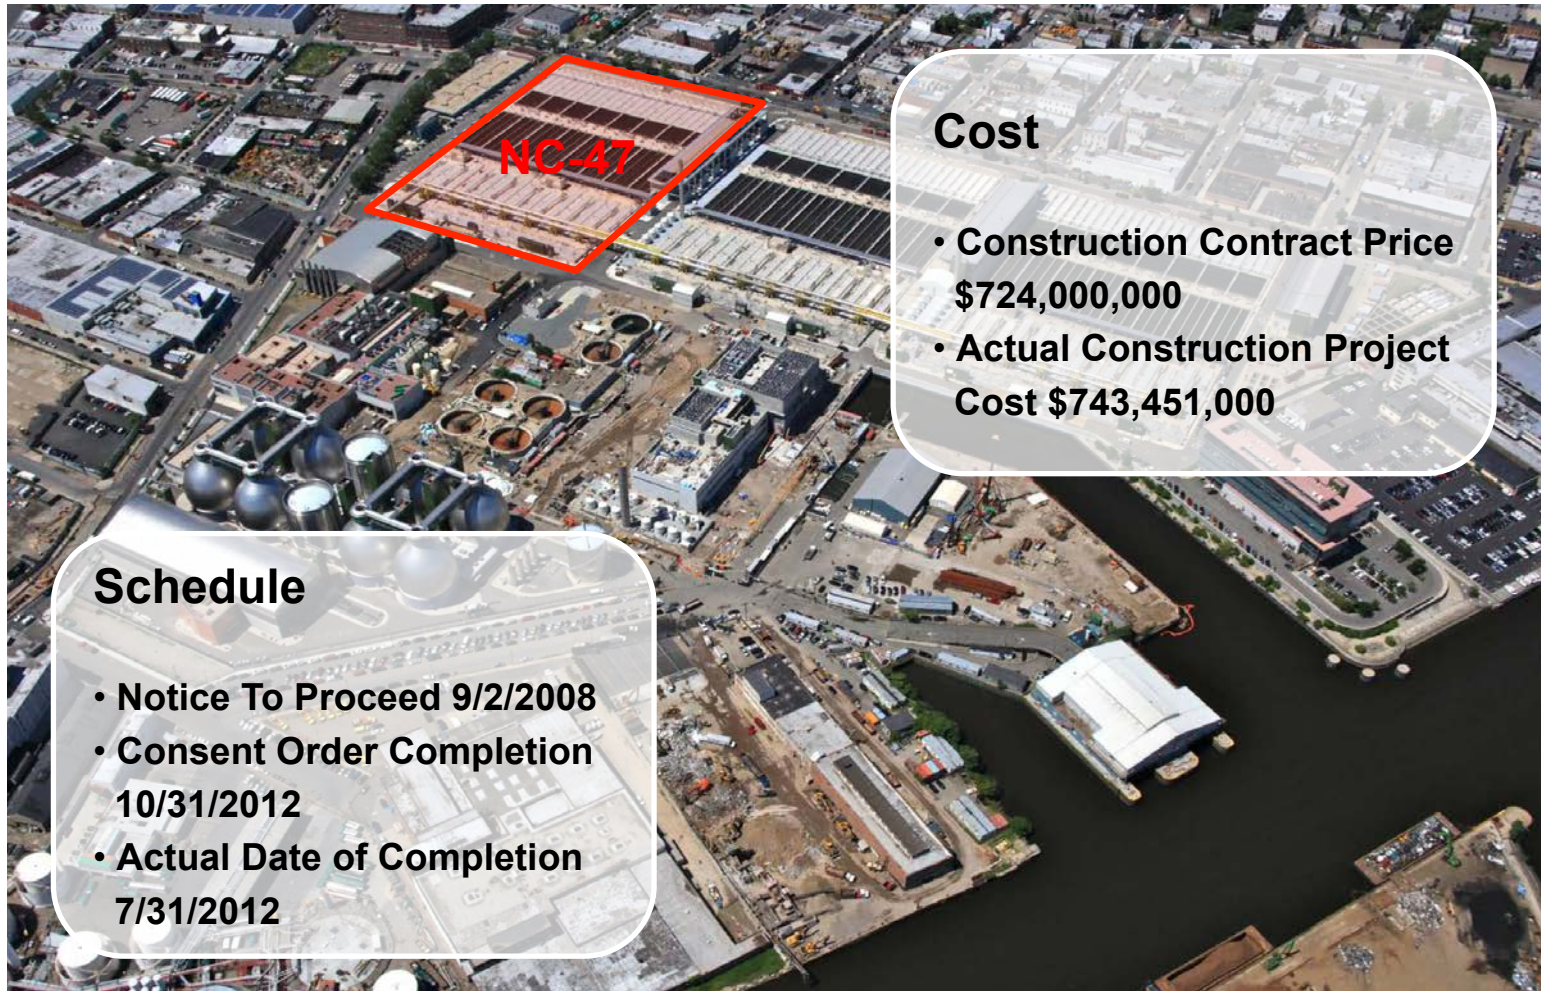 NC-47
Cost
• Construction Contract Price
$724,000,000
• Actual Construction Project
Cost $743,451,000
Schedule
• Notice To Proceed 9/2/2008
• Consent Order Completion
10/31/2012
• Actual Date of Completion
7/31/2012